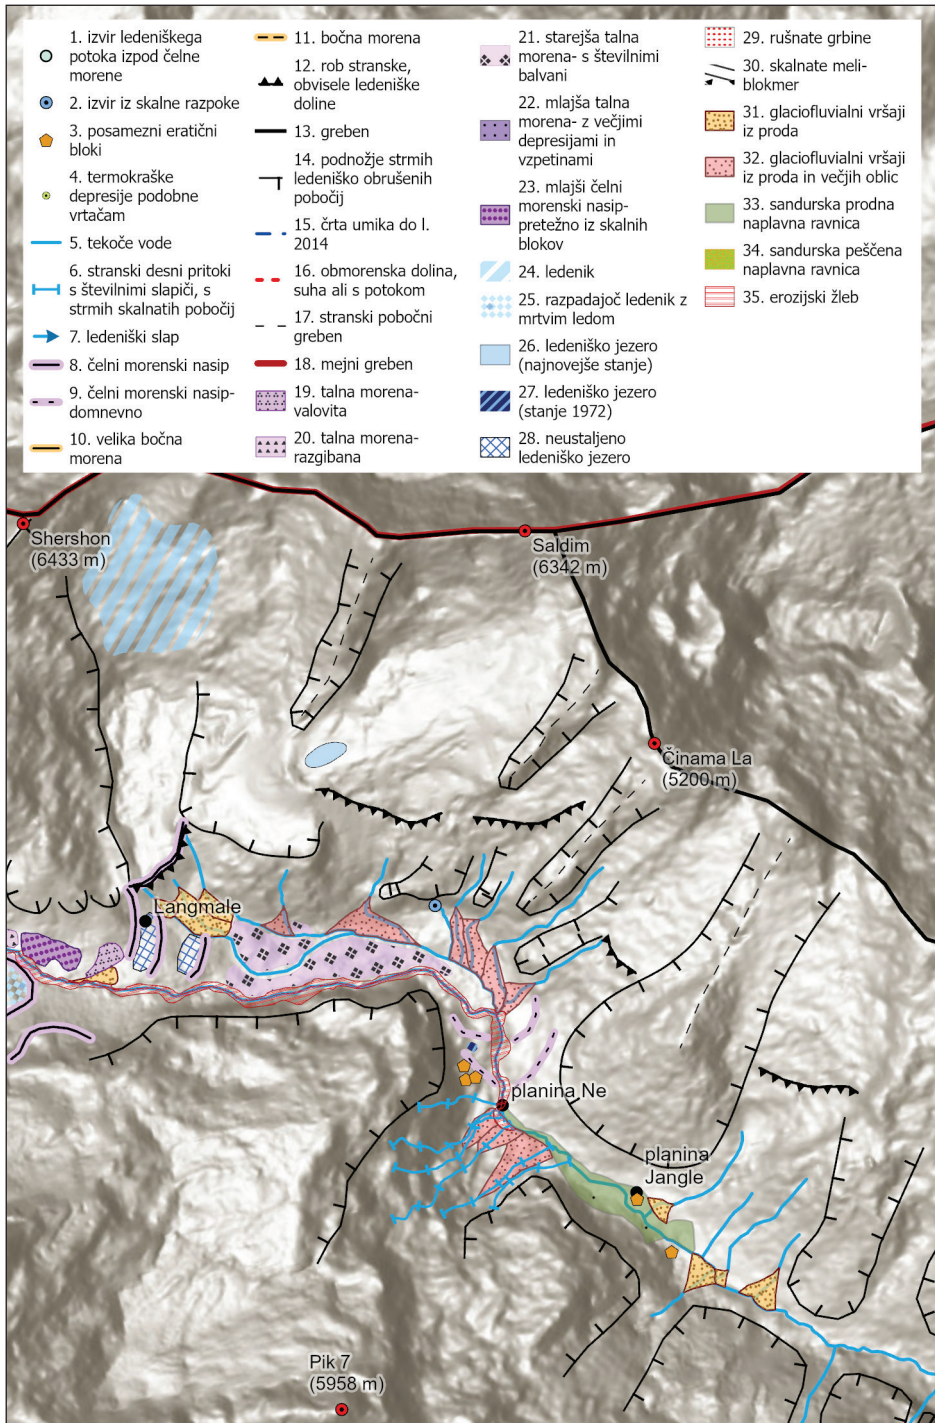 1. izvir ledeniškega
potoka izpod čelne
morene
2. izvir iz skalne razpoke
3. posamezni eratični
bloki
4. termokraške
depresije podobne
vrtačam
5. tekoče vode
6. stranski desni pritoki
s številnimi slapiči, s
strmih skalnatih pobočij
7. ledeniški slap
8. čelni morenski nasip
9. čelni morenski nasip-
domnevno
10. velika bočna
morena
11. bočna morena
12. rob stranske,
obvisele ledeniške
doline
13. greben
14. podnožje strmih
ledeniško obrušenih
pobočij
15. črta umika do l.
2014
16. obmorenska dolina,
suha ali s potokom
17. stranski pobočni
greben
18. mejni greben
19. talna morena-
valovita
20. talna morena-
razgibana
21. starejša talna
morena- s številnimi
balvani
22. mlajša talna
morena- z večjimi
depresijami in
vzpetinami
23. mlajši čelni
morenski nasip-
pretežno iz skalnih
blokov
24. ledenik
25. razpadajoč ledenik z
mrtvim ledom
26. ledeniško jezero
(najnovejše stanje)
27. ledeniško jezero
(stanje 1972)
28. neustaljeno
ledeniško jezero
29. rušnate grbine
30. skalnate meli-
blokmer
31. glaciofluvialni vršaji
iz proda
32. glaciofluvialni vršaji
iz proda in večjih oblic
33. sandurska prodna
naplavna ravnica
34. sandurska peščena
naplavna ravnica
35. erozijski žleb
Shershon
(6433 m)
Saldim
(6342 m)
Činama La
(5200 m)
Langmale
planina Ne
planina
Jangle
Pik 7
(5958 m)